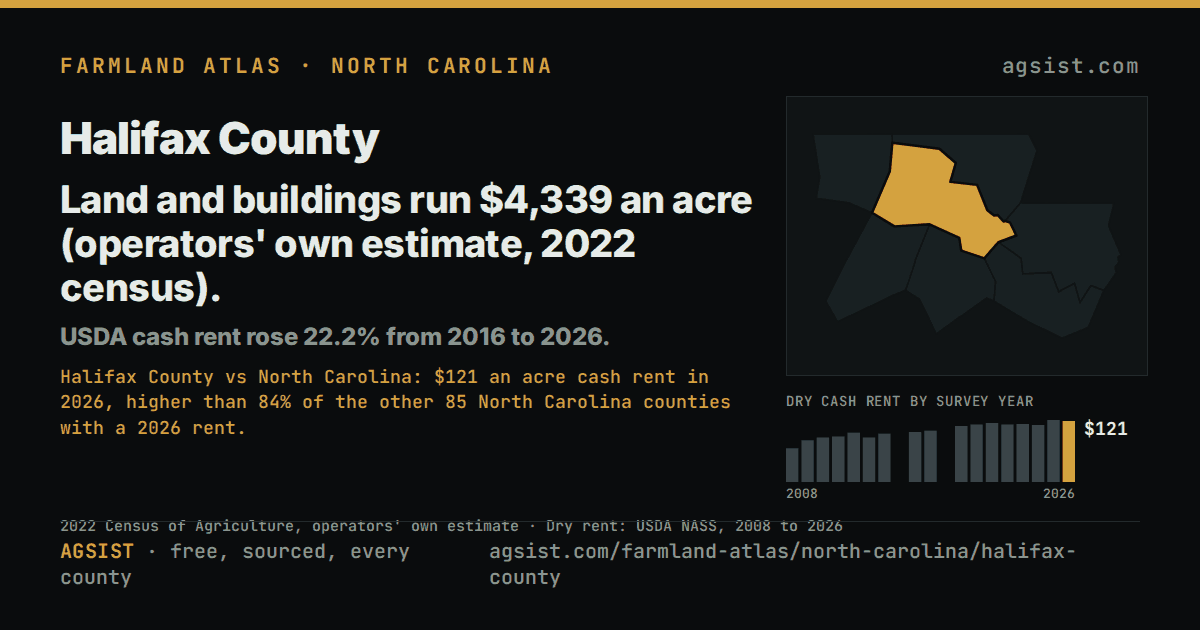 FARMLAND ATLAS · NORTH CAROLINA
agsist.com
Halifax County
Land and buildings run $4,339 an acre
(operators' own estimate, 2022
census).
USDA cash rent rose 22.2% from 2016 to 2026.
Halifax County vs North Carolina: $121 an acre cash rent in
2026, higher than 84% of the other 85 North Carolina counties
with a 2026 rent.
DRY CASH RENT BY SURVEY YEAR
$121
2008
2026
2022 Census of Agriculture, operators' own estimate · Dry rent: USDA NASS, 2008 to 2026
AGSIST · free, sourced, every
county
agsist.com/farmland-atlas/north-carolina/halifax-
county